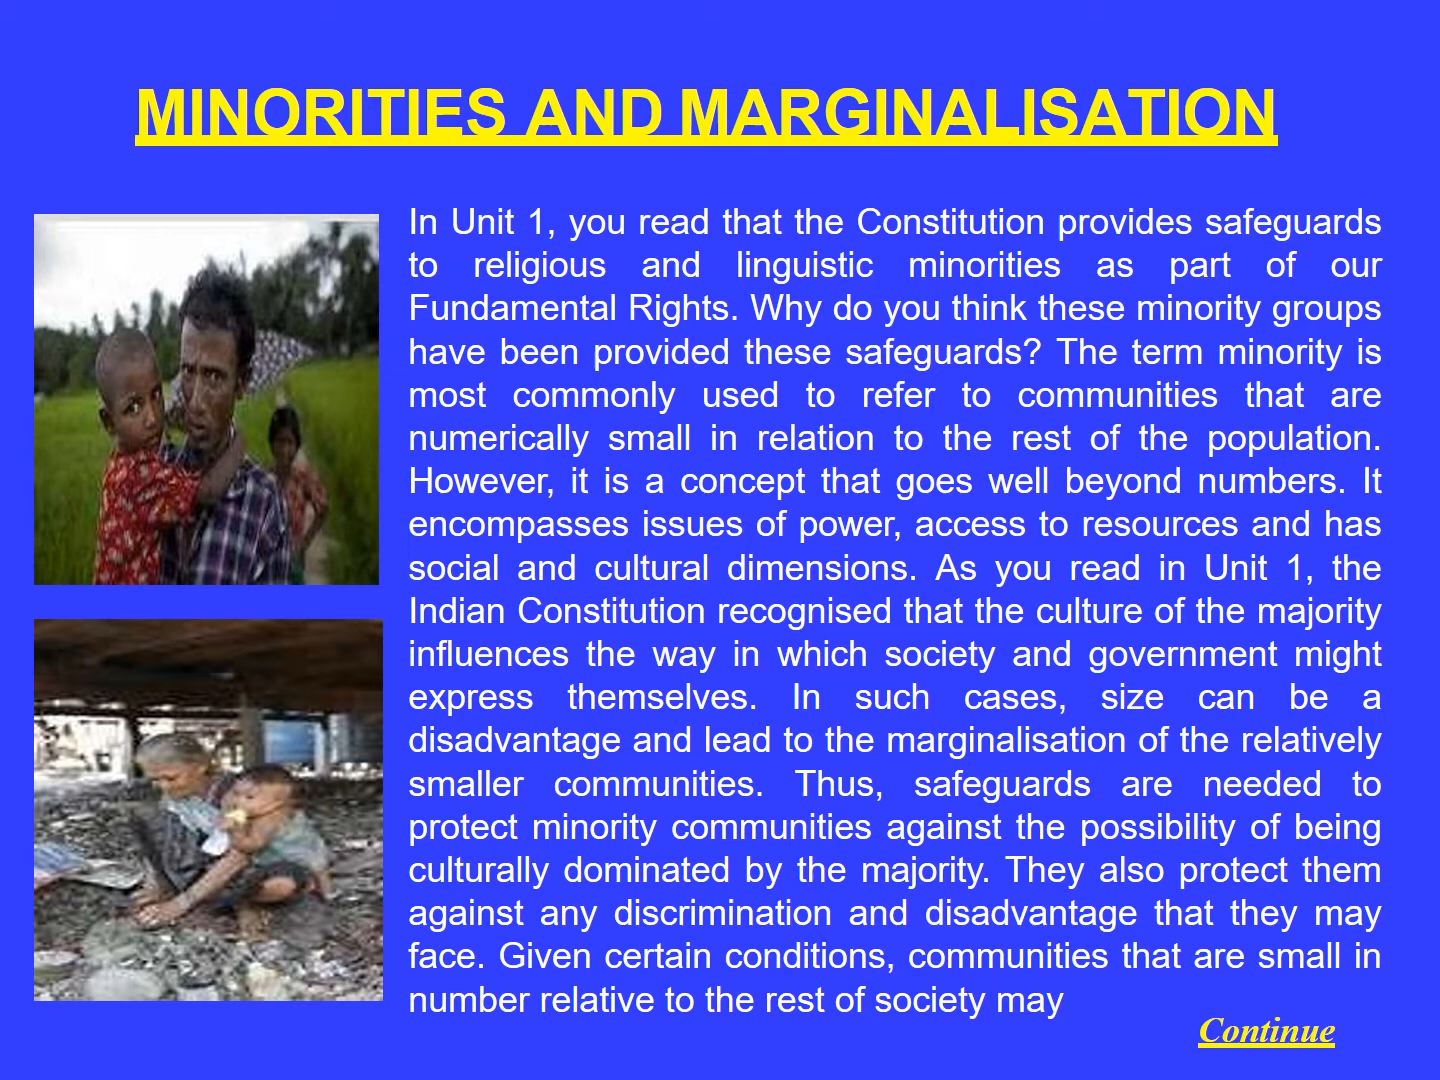 MINORITIES AND MARGINALISATION
In Unit 1, you read that the Constitution provides safeguards
to religious and linguistic minorities as part of our
Fundamental Rights. Why do you think these minority groups
have been provided these safeguards? The term minority is
most commonly used to refer to communities that are
numerically small in relation to the rest of the population.
However, it is a concept that goes well beyond numbers. It
encompasses issues of power, access to resources and has
social and cultural dimensions. As you read in Unit 1, the
Indian Constitution recognised that the culture of the majority
influences the way in which society and government might
express themselves. In such cases, size can be a
disadvantage and lead to the marginalisation of the relatively
smaller communities. Thus, safeguards are needed to
protect minority communities against the possibility of being
culturally dominated by the majority. They also protect them
against any discrimination and disadvantage that they may
face. Given certain conditions, communities that are small in
number relative to the rest of society may
Continue